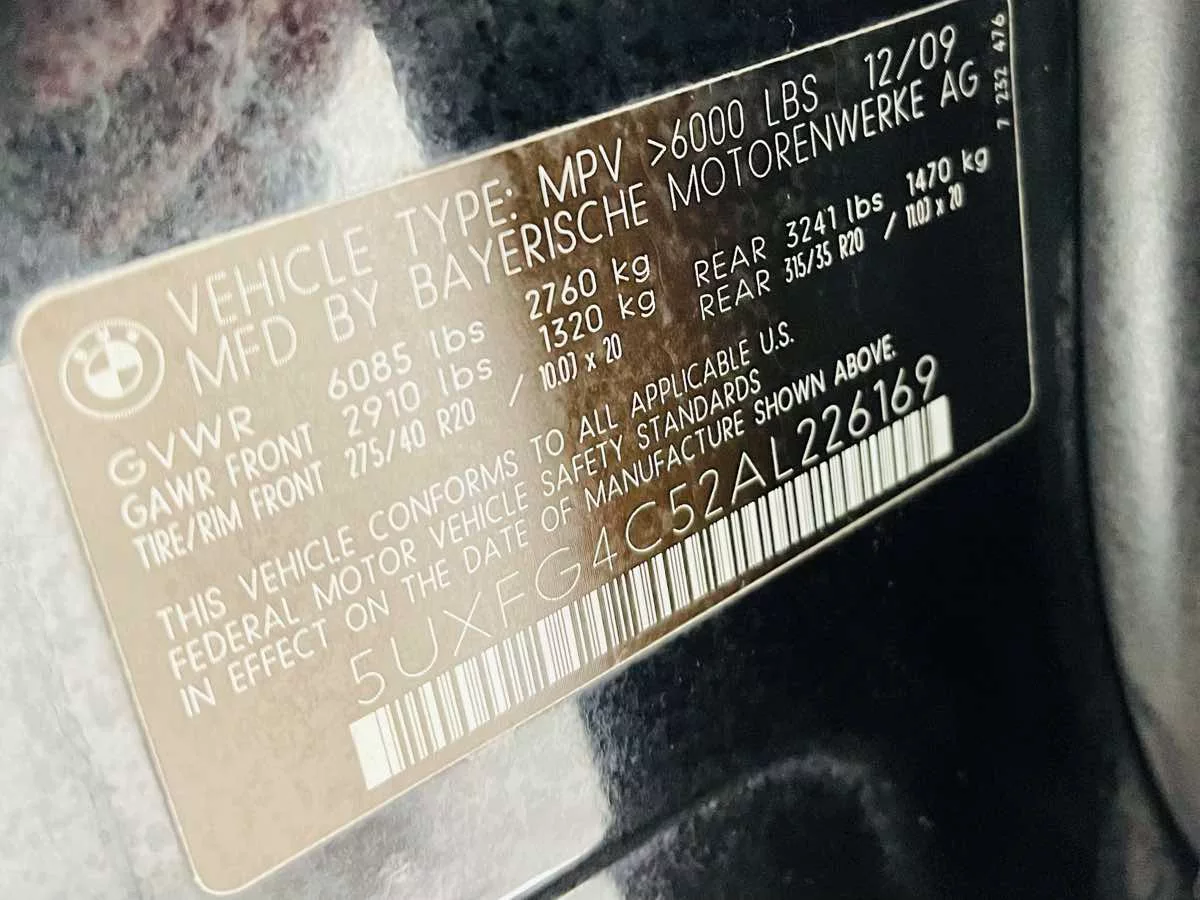 VEHICLE TYPE: MPV >6000 LBS 12/09
MFD BY BAYERISCHE MOTORENWERKE AG
7 232 476
GVWR 6085 lbs 2760 kg
GAWR FRONT 2910 lbs 1320 kg REAR 3241 lbs 1470 kg
TIRE/RIM FRONT 275/40 R20 / 10.0J x 20 REAR 315/35 R20 / 11.0J x 20
THIS VEHICLE CONFORMS TO ALL APPLICABLE U.S.
FEDERAL MOTOR VEHICLE SAFETY STANDARDS
IN EFFECT ON THE DATE OF MANUFACTURE SHOWN ABOVE.
5UXFG4C52AL226169